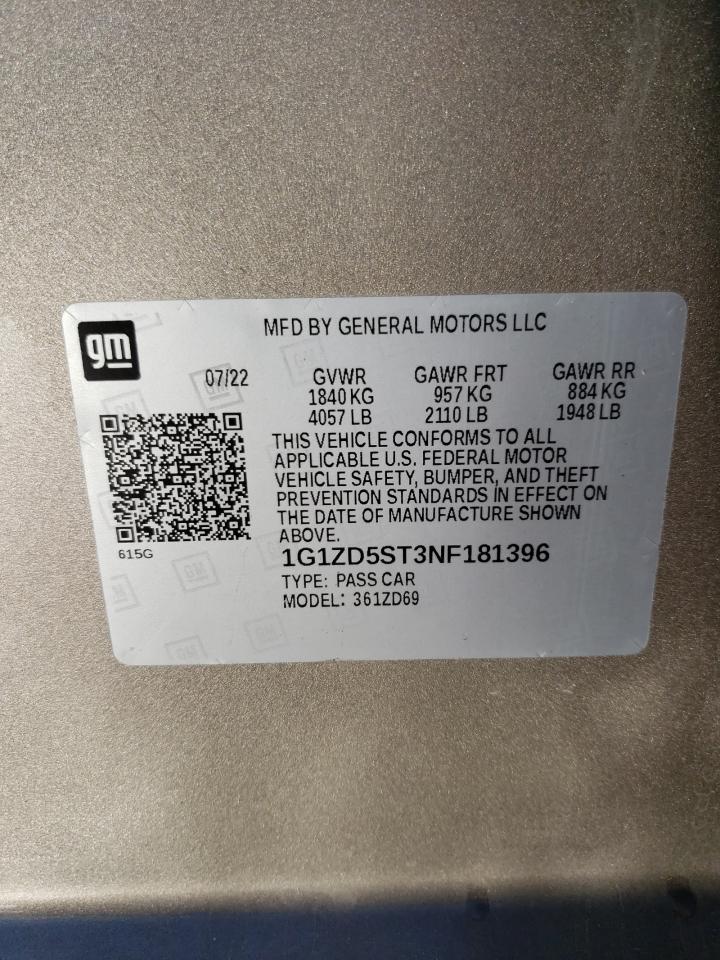 gm
MFD BY GENERAL MOTORS LLC
07/22 GVWR GAWR FRT GAWR RR
1840 KG 957 KG 884 KG
4057 LB 2110 LB 1948 LB
THIS VEHICLE CONFORMS TO ALL
APPLICABLE U.S. FEDERAL MOTOR
VEHICLE SAFETY, BUMPER, AND THEFT
PREVENTION STANDARDS IN EFFECT ON
THE DATE OF MANUFACTURE SHOWN
ABOVE.
615G
1G1ZD5ST3NF181396
TYPE: PASS CAR
MODEL: 361ZD69